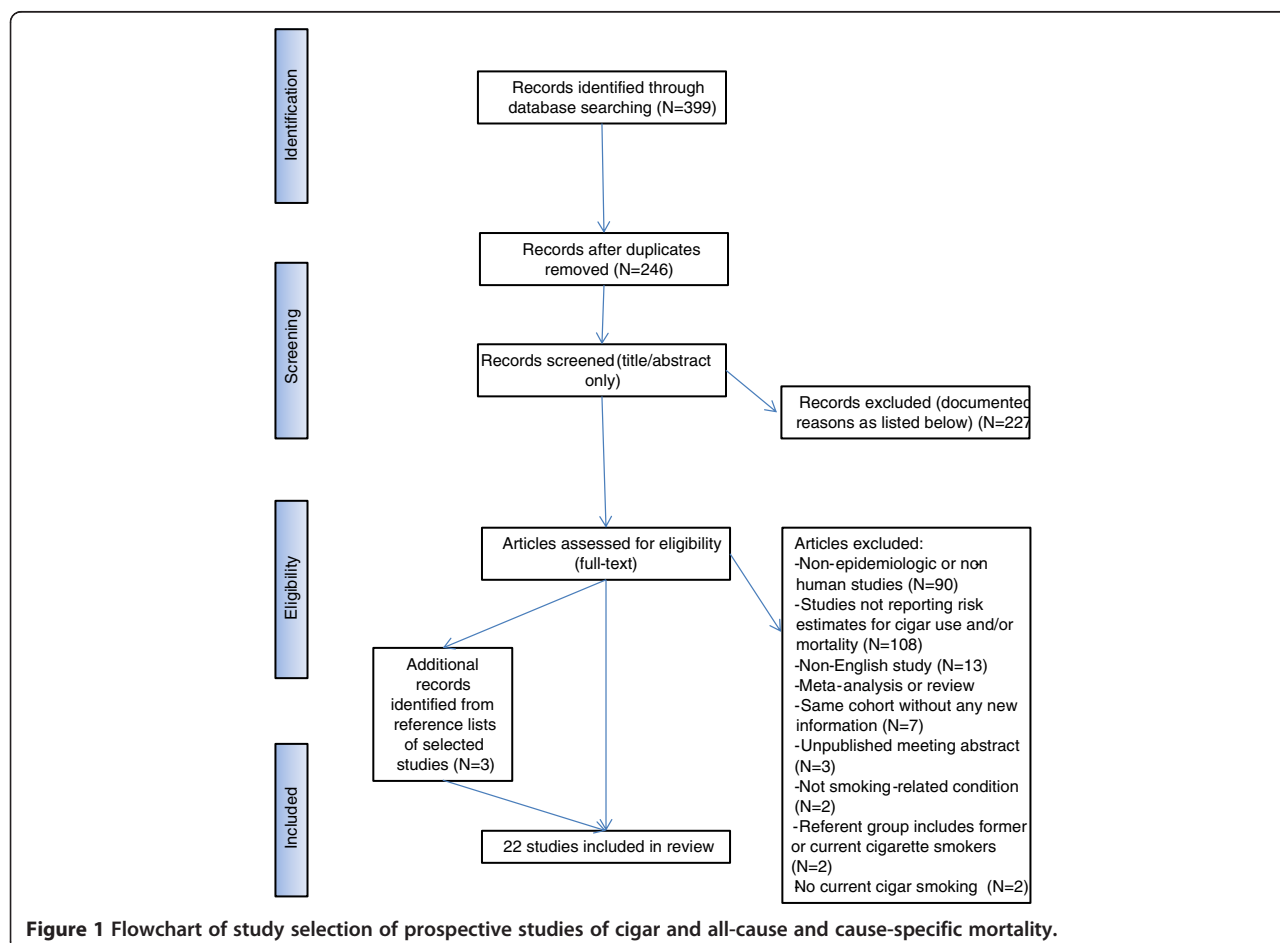 Identification
Records identified through
database searching (N=399)
Screening
Records after duplicates
removed (N=246)
Records screened (title/abstract
only)
Records excluded (documented
reasons as listed below) (N=227
Eligibility
Articles assessed for eligibility
(full-text)
Articles excluded:
-Non-epidemiologic or non-
human studies (N=90)
-Studies not reporting risk
estimates for cigar use and/or
mortality (N=108)
-Non-English study (N=13)
-Meta-analysis or review
-Same cohort without any new
information (N=7)
-Unpublished meeting abstract
(N=3)
-Not smoking-related condition
(N=2)
-Referent group includes former
or current cigarette smokers
(N=2)
-No current cigar smoking (N=2)
Additional
records
identified from
reference lists
of selected
studies (N=3)
Included
22 studies included in review
Figure 1 Flowchart of study selection of prospective studies of cigar and all-cause and cause-specific mortality.